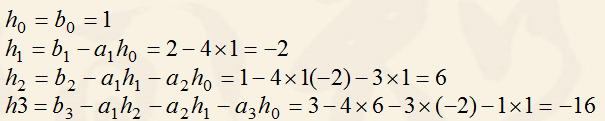 h₀ = b₀ = 1
h₁ = b₁ − a₁h₀ = 2 − 4×1 = −2
h₂ = b₂ − a₁h₁ − a₂h₀ = 1 − 4×1(−2) − 3×1 = 6
h3 = b₃ − a₁h₂ − a₂h₁ − a₃h₀ = 3 − 4×6 − 3×(−2) − 1×1 = −16